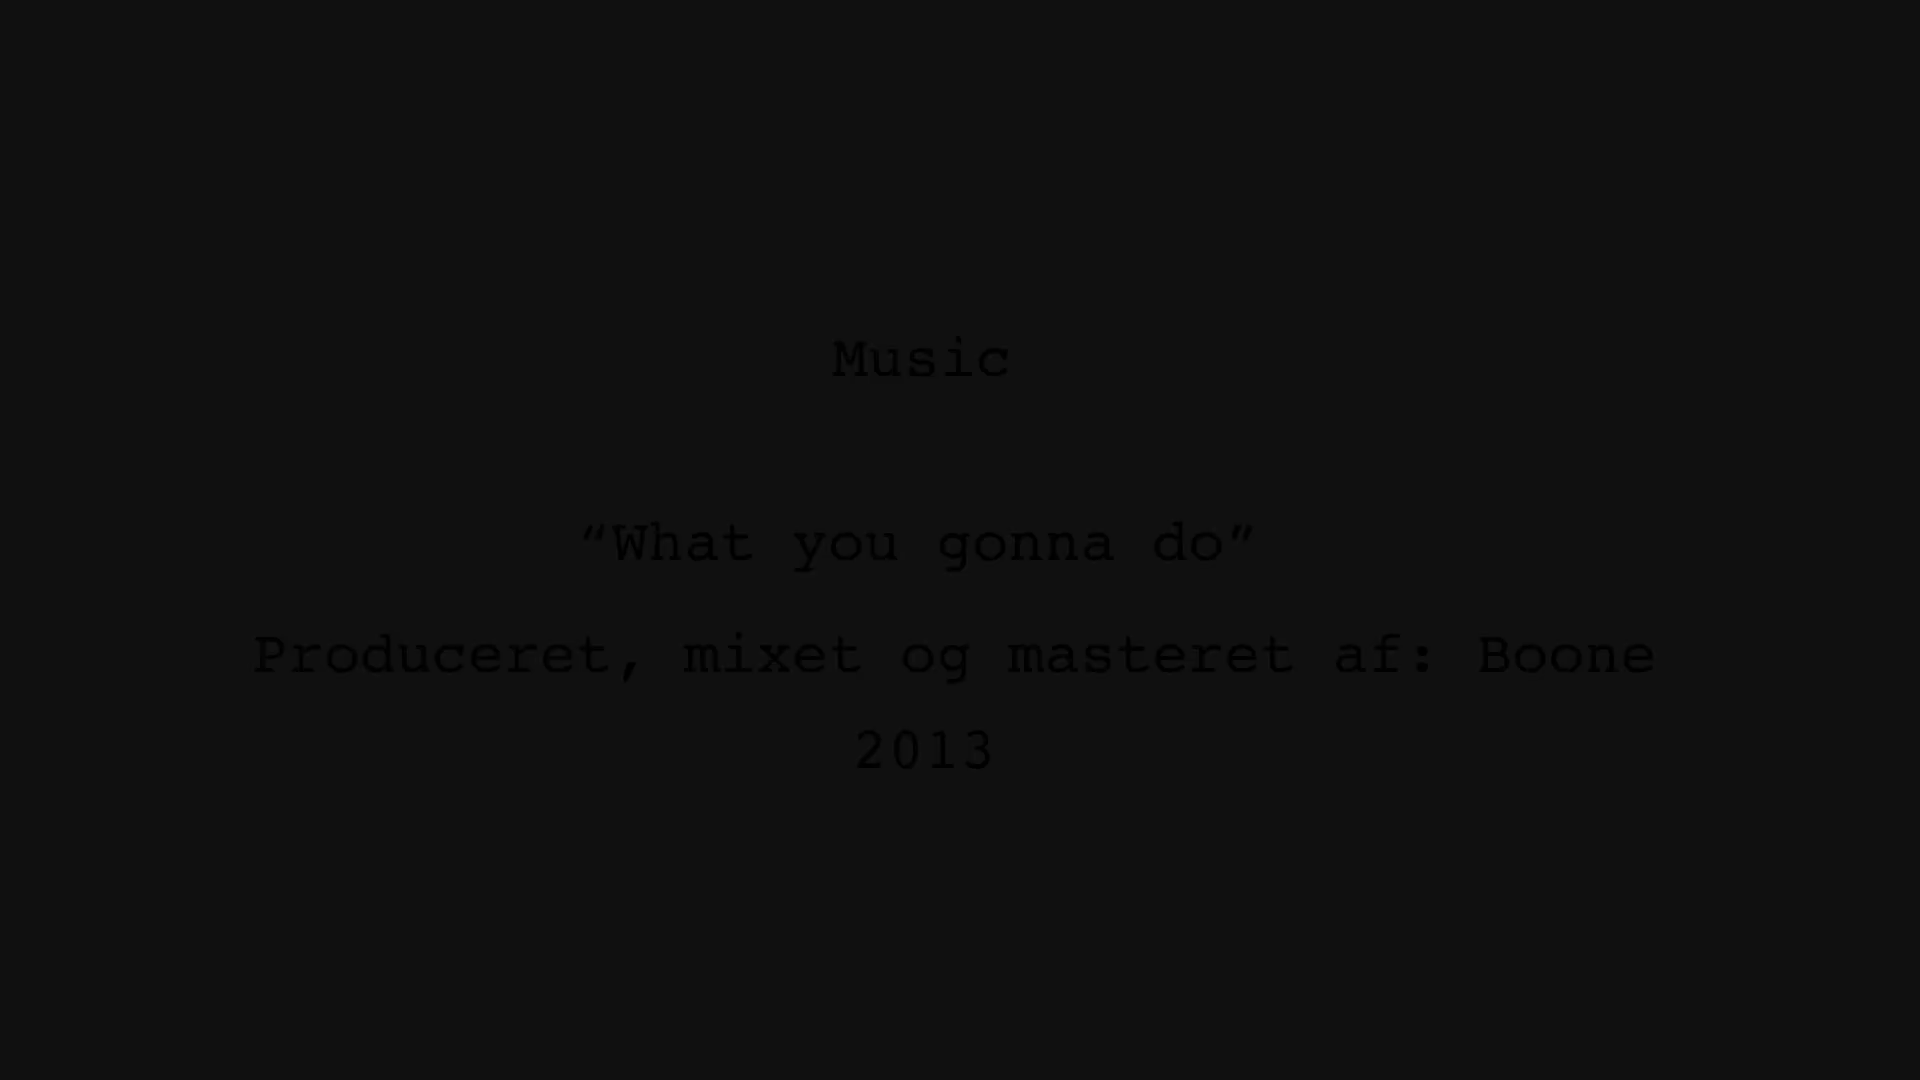 Music
“What you gonna do”
Produceret, mixet og masteret af: Boone
2013